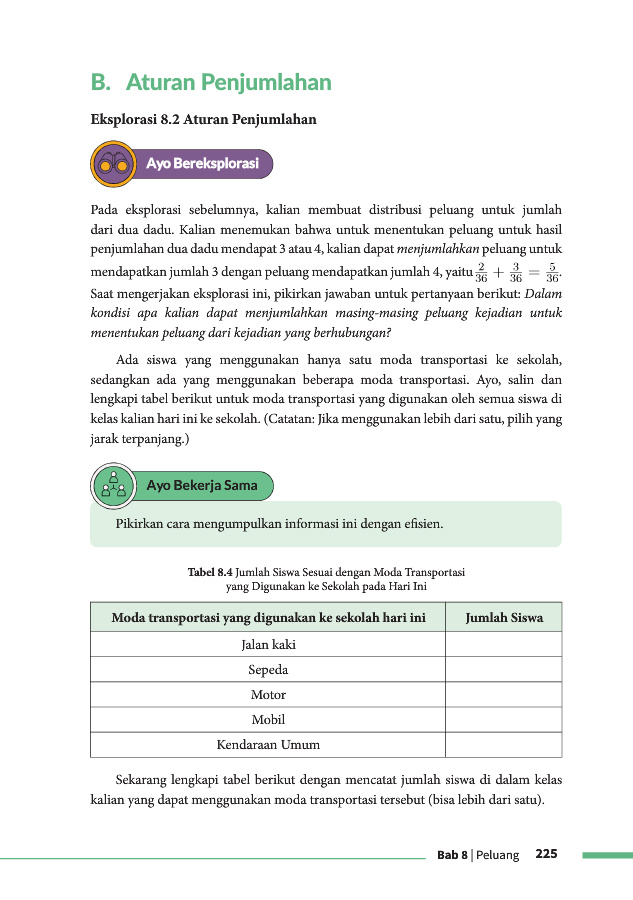 B. Aturan Penjumlahan
Eksplorasi 8.2 Aturan Penjumlahan
Ayo Bereksplorasi
Pada eksplorasi sebelumnya, kalian membuat distribusi peluang untuk jumlah
dari dua dadu. Kalian menemukan bahwa untuk menentukan peluang untuk hasil
penjumlahan dua dadu mendapat 3 atau 4, kalian dapat menjumlahkan peluang untuk
mendapatkan jumlah 3 dengan peluang mendapatkan jumlah 4, yaitu 2/36 + 3/36 = 5/36.
Saat mengerjakan eksplorasi ini, pikirkan jawaban untuk pertanyaan berikut: Dalam
kondisi apa kalian dapat menjumlahkan masing-masing peluang kejadian untuk
menentukan peluang dari kejadian yang berhubungan?
Ada siswa yang menggunakan hanya satu moda transportasi ke sekolah,
sedangkan ada yang menggunakan beberapa moda transportasi. Ayo, salin dan
lengkapi tabel berikut untuk moda transportasi yang digunakan oleh semua siswa di
kelas kalian hari ini ke sekolah. (Catatan: Jika menggunakan lebih dari satu, pilih yang
jarak terpanjang.)
Ayo Bekerja Sama
Pikirkan cara mengumpulkan informasi ini dengan efisien.
Tabel 8.4 Jumlah Siswa Sesuai dengan Moda Transportasi
yang Digunakan ke Sekolah pada Hari Ini
Moda transportasi yang digunakan ke sekolah hari ini Jumlah Siswa
Jalan kaki
Sepeda
Motor
Mobil
Kendaraan Umum
Sekarang lengkapi tabel berikut dengan mencatat jumlah siswa di dalam kelas
kalian yang dapat menggunakan moda transportasi tersebut (bisa lebih dari satu).
Bab 8 | Peluang 225